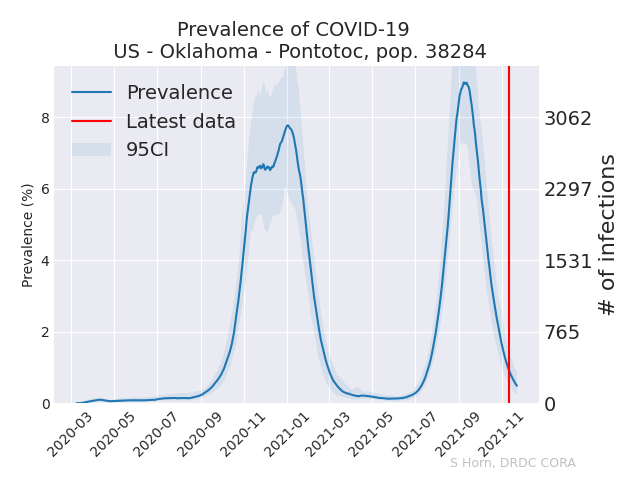 Prevalence of COVID-19
US - Oklahoma - Pontotoc, pop. 38284
Prevalence
Latest data
95CI
Prevalence (%)
8
6
4
2
0
3062
2297
1531
765
0
# of infections
2020-03
2020-05
2020-07
2020-09
2020-11
2021-01
2021-03
2021-05
2021-07
2021-09
2021-11
S Horn, DRDC CORA